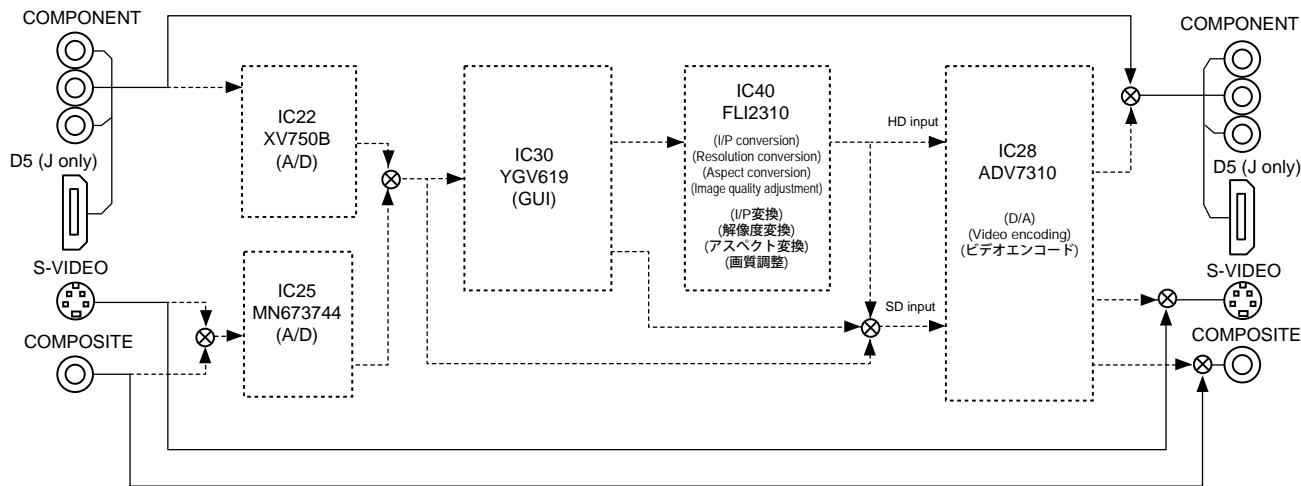 COMPONENT
D5 (J only)
S-VIDEO
COMPOSITE
IC22
XV750B
(A/D)
IC25
MN673744
(A/D)
IC30
YGV619
(GUI)
IC40
FLI2310
(I/P conversion)
(Resolution conversion)
(Aspect conversion)
(Image quality adjustment)
(I/P変換)
(解像度変換)
(アスペクト変換)
(画質調整)
HD input
SD input
IC28
ADV7310
(D/A)
(Video encoding)
(ビデオエンコード)
COMPONENT
D5 (J only)
S-VIDEO
COMPOSITE